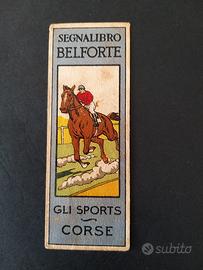 SEGNALIBRO
BELFORTE
GLI SPORTS
CORSE
subito